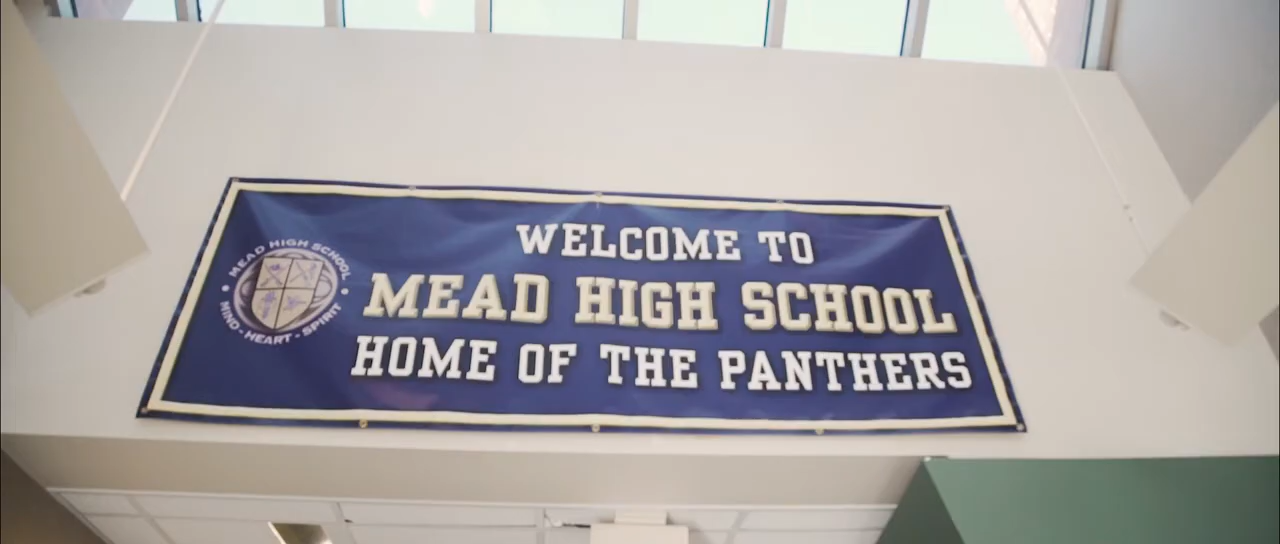 WELCOME TO
MEAD HIGH SCHOOL
HOME OF THE PANTHERS
MEAD HIGH SCHOOL
MIND - HEART - SPIRIT